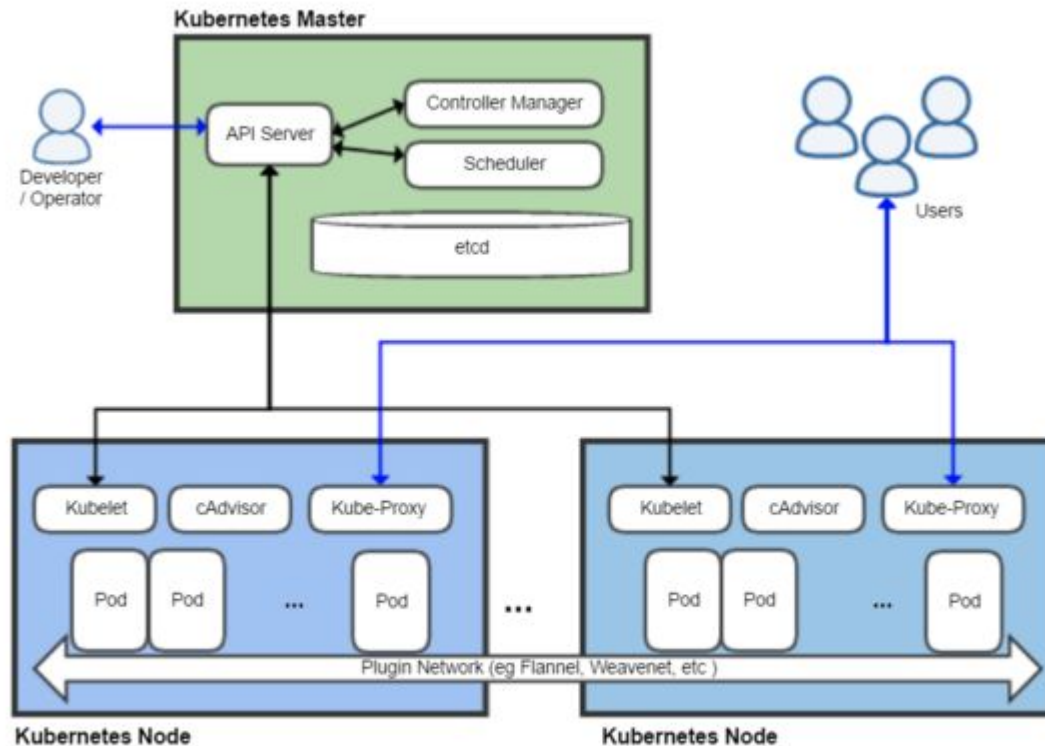 Kubernetes Master
API Server
Controller Manager
Scheduler
etcd
Developer
/ Operator
Users
Kubelet
cAdvisor
Kube-Proxy
Pod
Pod
...
Pod
...
Kubelet
cAdvisor
Kube-Proxy
Pod
Pod
...
Pod
Plugin Network (eg Flannel, Weavenet, etc )
Kubernetes Node
Kubernetes Node